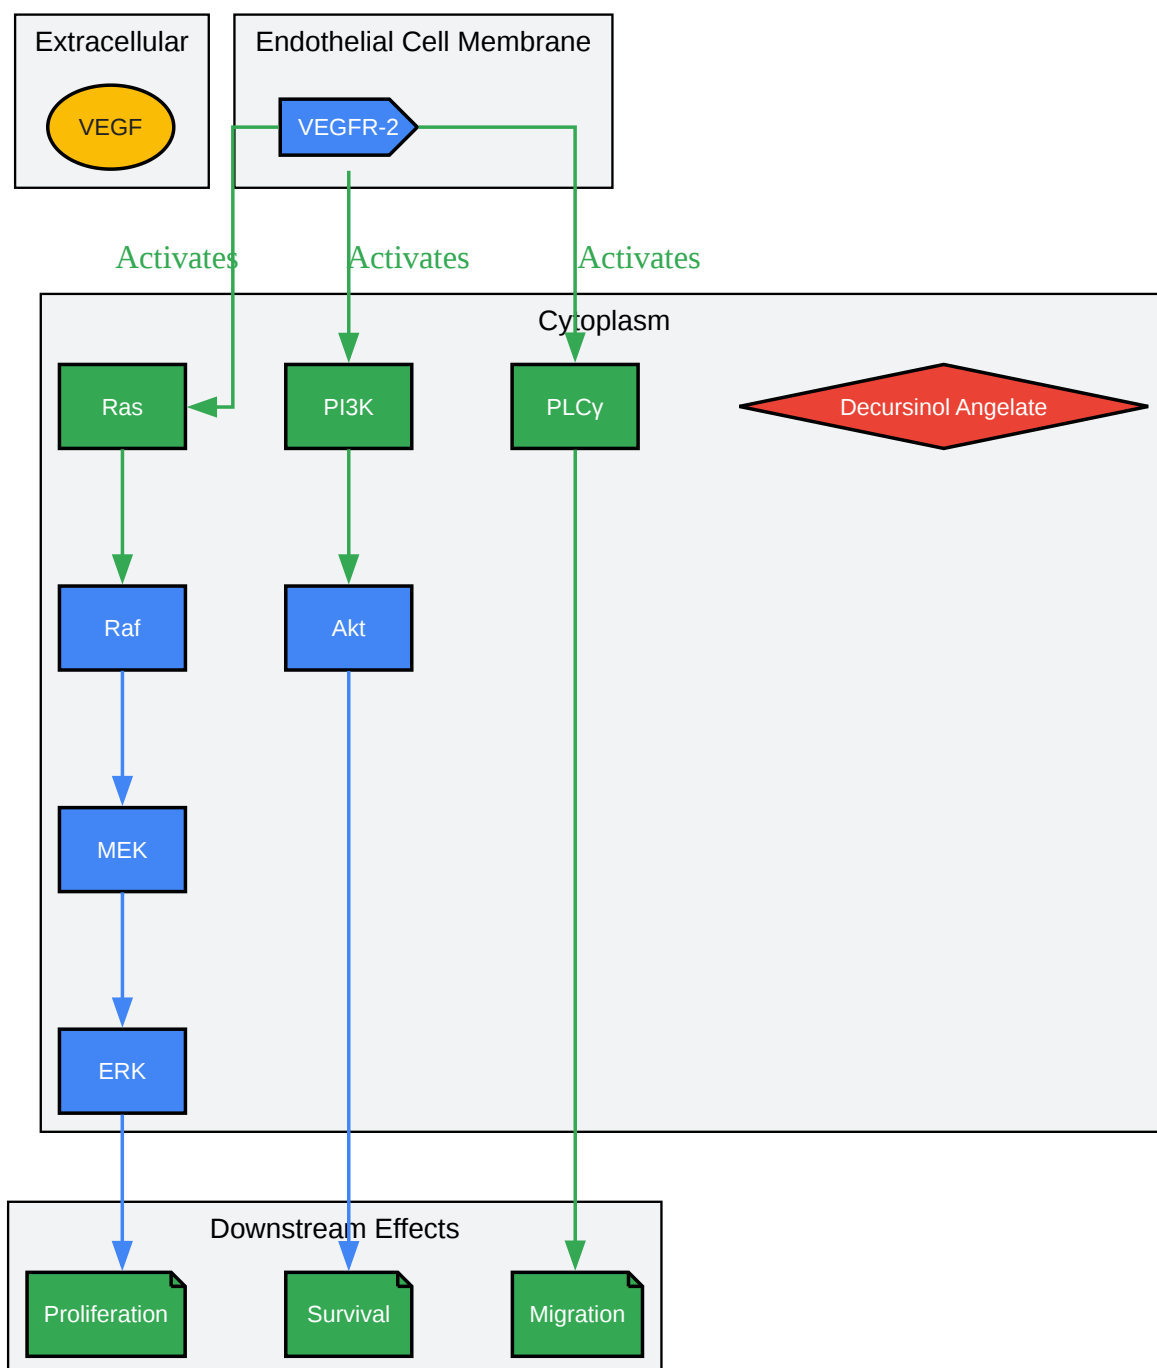 Extracellular
Endothelial Cell Membrane
VEGF
VEGFR-2
Activates
Activates
Activates
Cytoplasm
Ras
PI3K
PLCγ
Decursinol Angelate
Raf
Akt
MEK
ERK
Downstream Effects
Proliferation
Survival
Migration